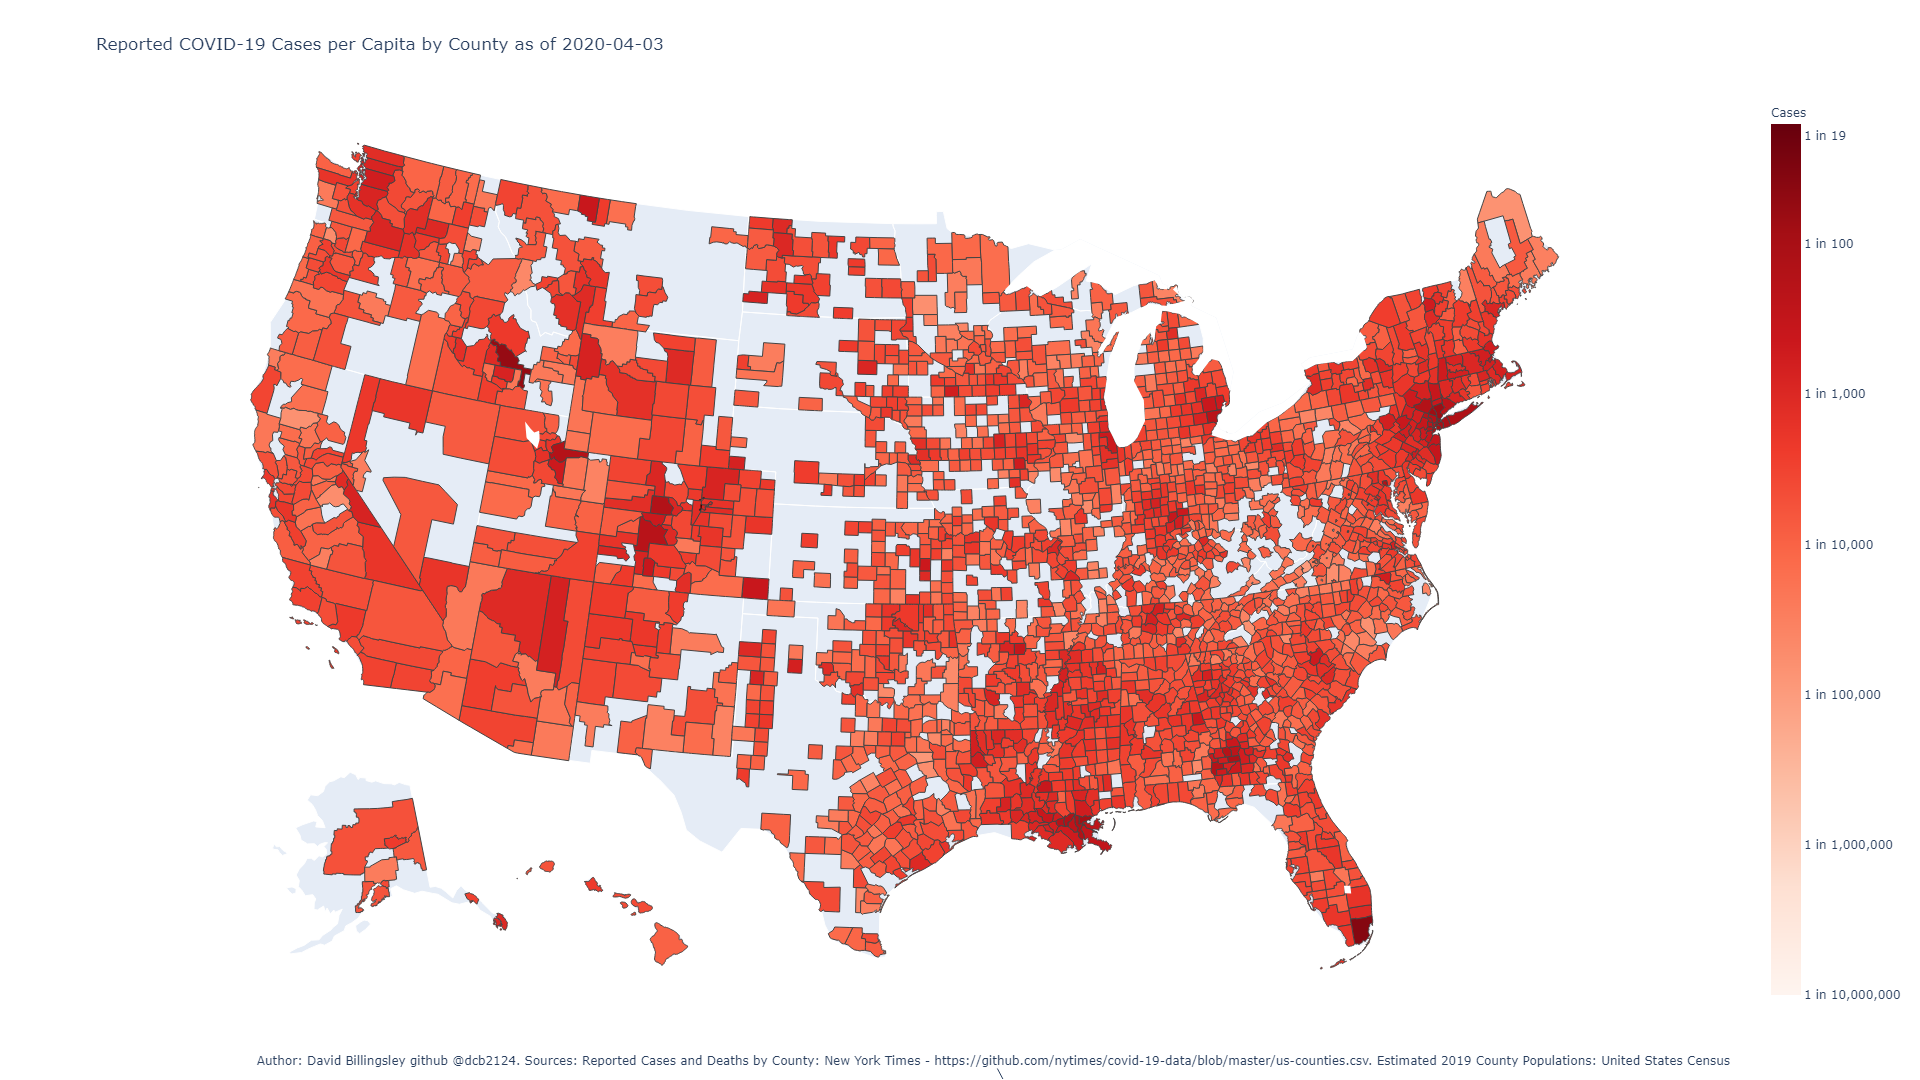 Reported COVID-19 Cases per Capita by County as of 2020-04-03
Cases
1 in 19
1 in 100
1 in 1,000
1 in 10,000
1 in 100,000
1 in 1,000,000
1 in 10,000,000
Author: David Billingsley github @dcb2124. Sources: Reported Cases and Deaths by County: New York Times - https://github.com/nytimes/covid-19-data/blob/master/us-counties.csv. Estimated 2019 County Populations: United States Census